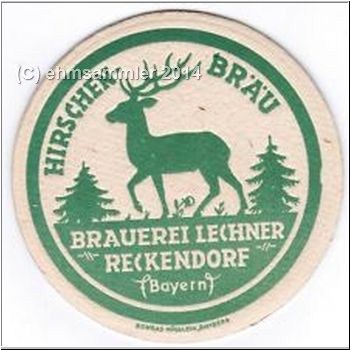 (C) ehmsammler 2014
HIRSCHEN BRÄU
BRAUEREI LECHNER
RECKENDORF
(Bayern)